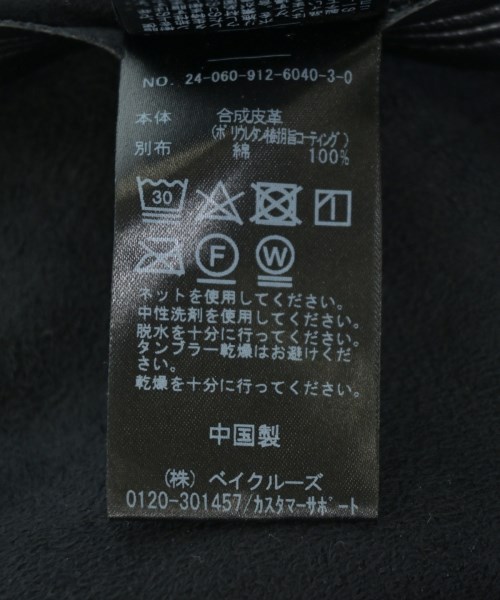 NO. 24-060-912-6040-3-0
本体 合成皮革
(ポリウレタン樹脂コーティング)
別布 綿 100%
30
F W
ネットを使用してください。
中性洗剤を使用してください。
脱水を十分に行ってください。
タンブラー乾燥はお避けくだ
さい。
乾燥を十分に行ってください。
中国製
(株) ベイクルーズ
0120-301457/カスタマーサポート